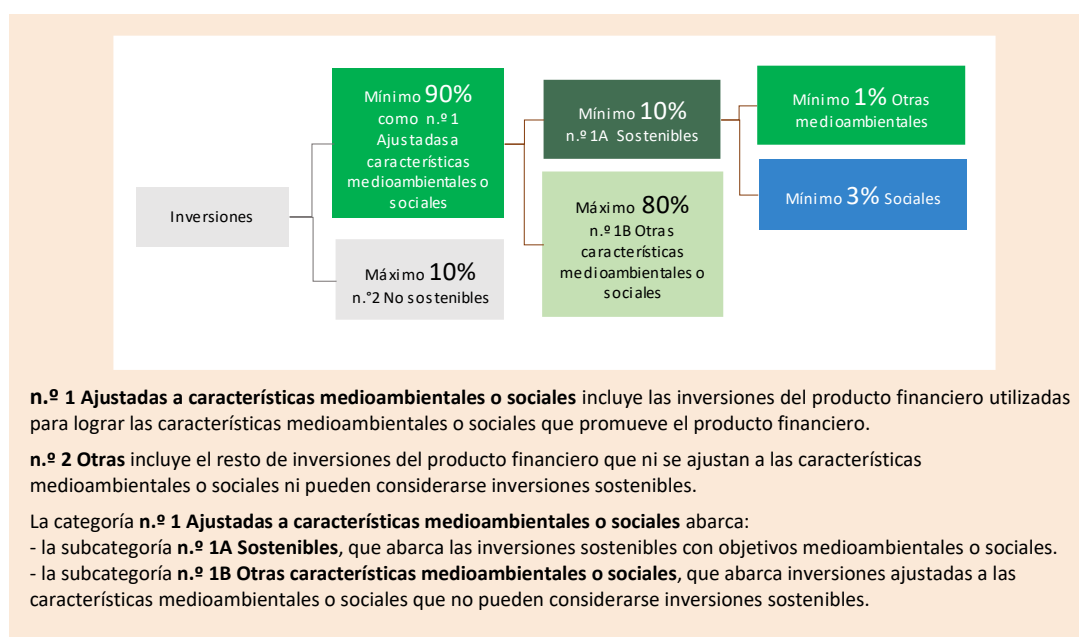 Inversiones
Mínimo 90%
como n.º 1
Ajustadas a
características
medioambientales o
sociales
Máximo 10%
n.°2 No sostenibles
Mínimo 10%
n.º 1A Sostenibles
Máximo 80%
n.º 1B Otras
características
medioambientales o
sociales
Mínimo 1% Otras
medioambientales
Mínimo 3% Sociales
n.º 1 Ajustadas a características medioambientales o sociales incluye las inversiones del producto financiero utilizadas
para lograr las características medioambientales o sociales que promueve el producto financiero.
n.º 2 Otras incluye el resto de inversiones del producto financiero que ni se ajustan a las características
medioambientales o sociales ni pueden considerarse inversiones sostenibles.
La categoría n.º 1 Ajustadas a características medioambientales o sociales abarca:
- la subcategoría n.º 1A Sostenibles, que abarca las inversiones sostenibles con objetivos medioambientales o sociales.
- la subcategoría n.º 1B Otras características medioambientales o sociales, que abarca inversiones ajustadas a las
características medioambientales o sociales que no pueden considerarse inversiones sostenibles.